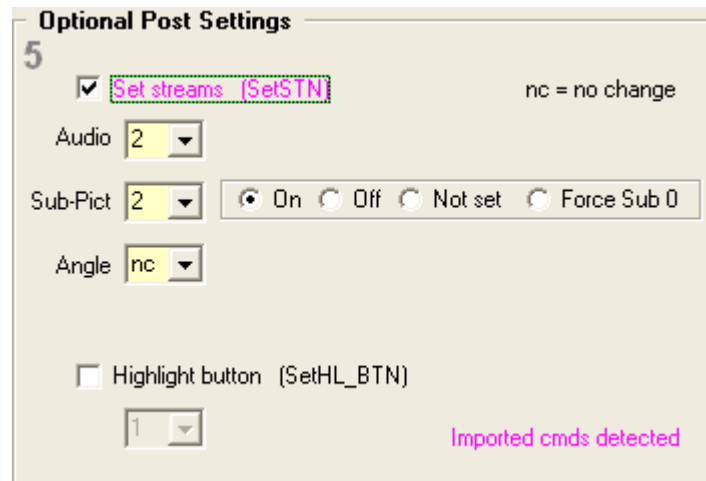 Optional Post Settings
5
Set streams (SetSTN) nc = no change
Audio 2
Sub-Pict 2 On Off Not set Force Sub 0
Angle nc
Highlight button (SetHL_BTN)
1
Imported cmds detected